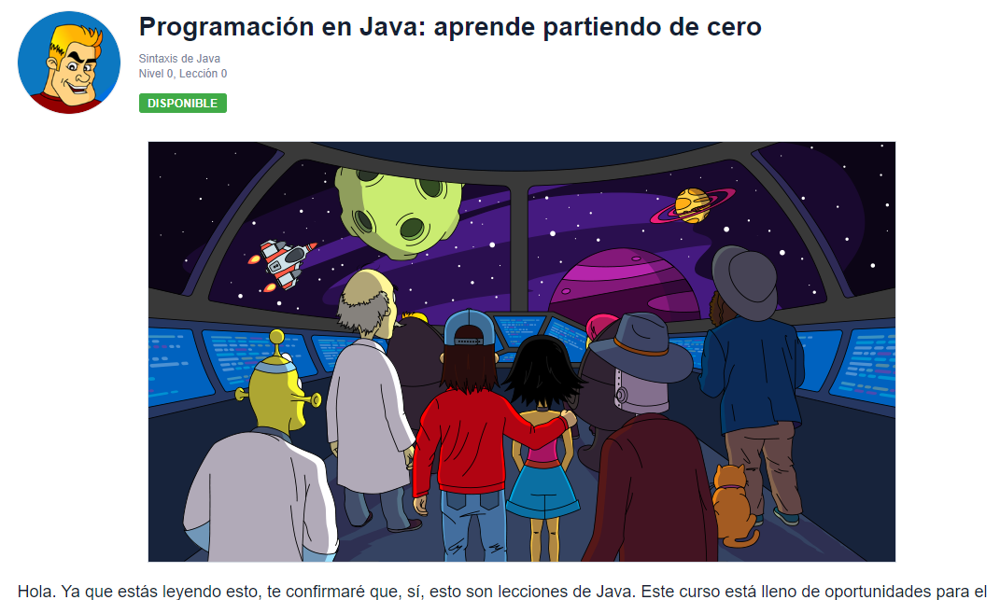 Programación en Java: aprende partiendo de cero
Sintaxis de Java
Nivel 0, Lección 0
DISPONIBLE
Hola. Ya que estás leyendo esto, te confirmaré que, sí, esto son lecciones de Java. Este curso está lleno de oportunidades para el